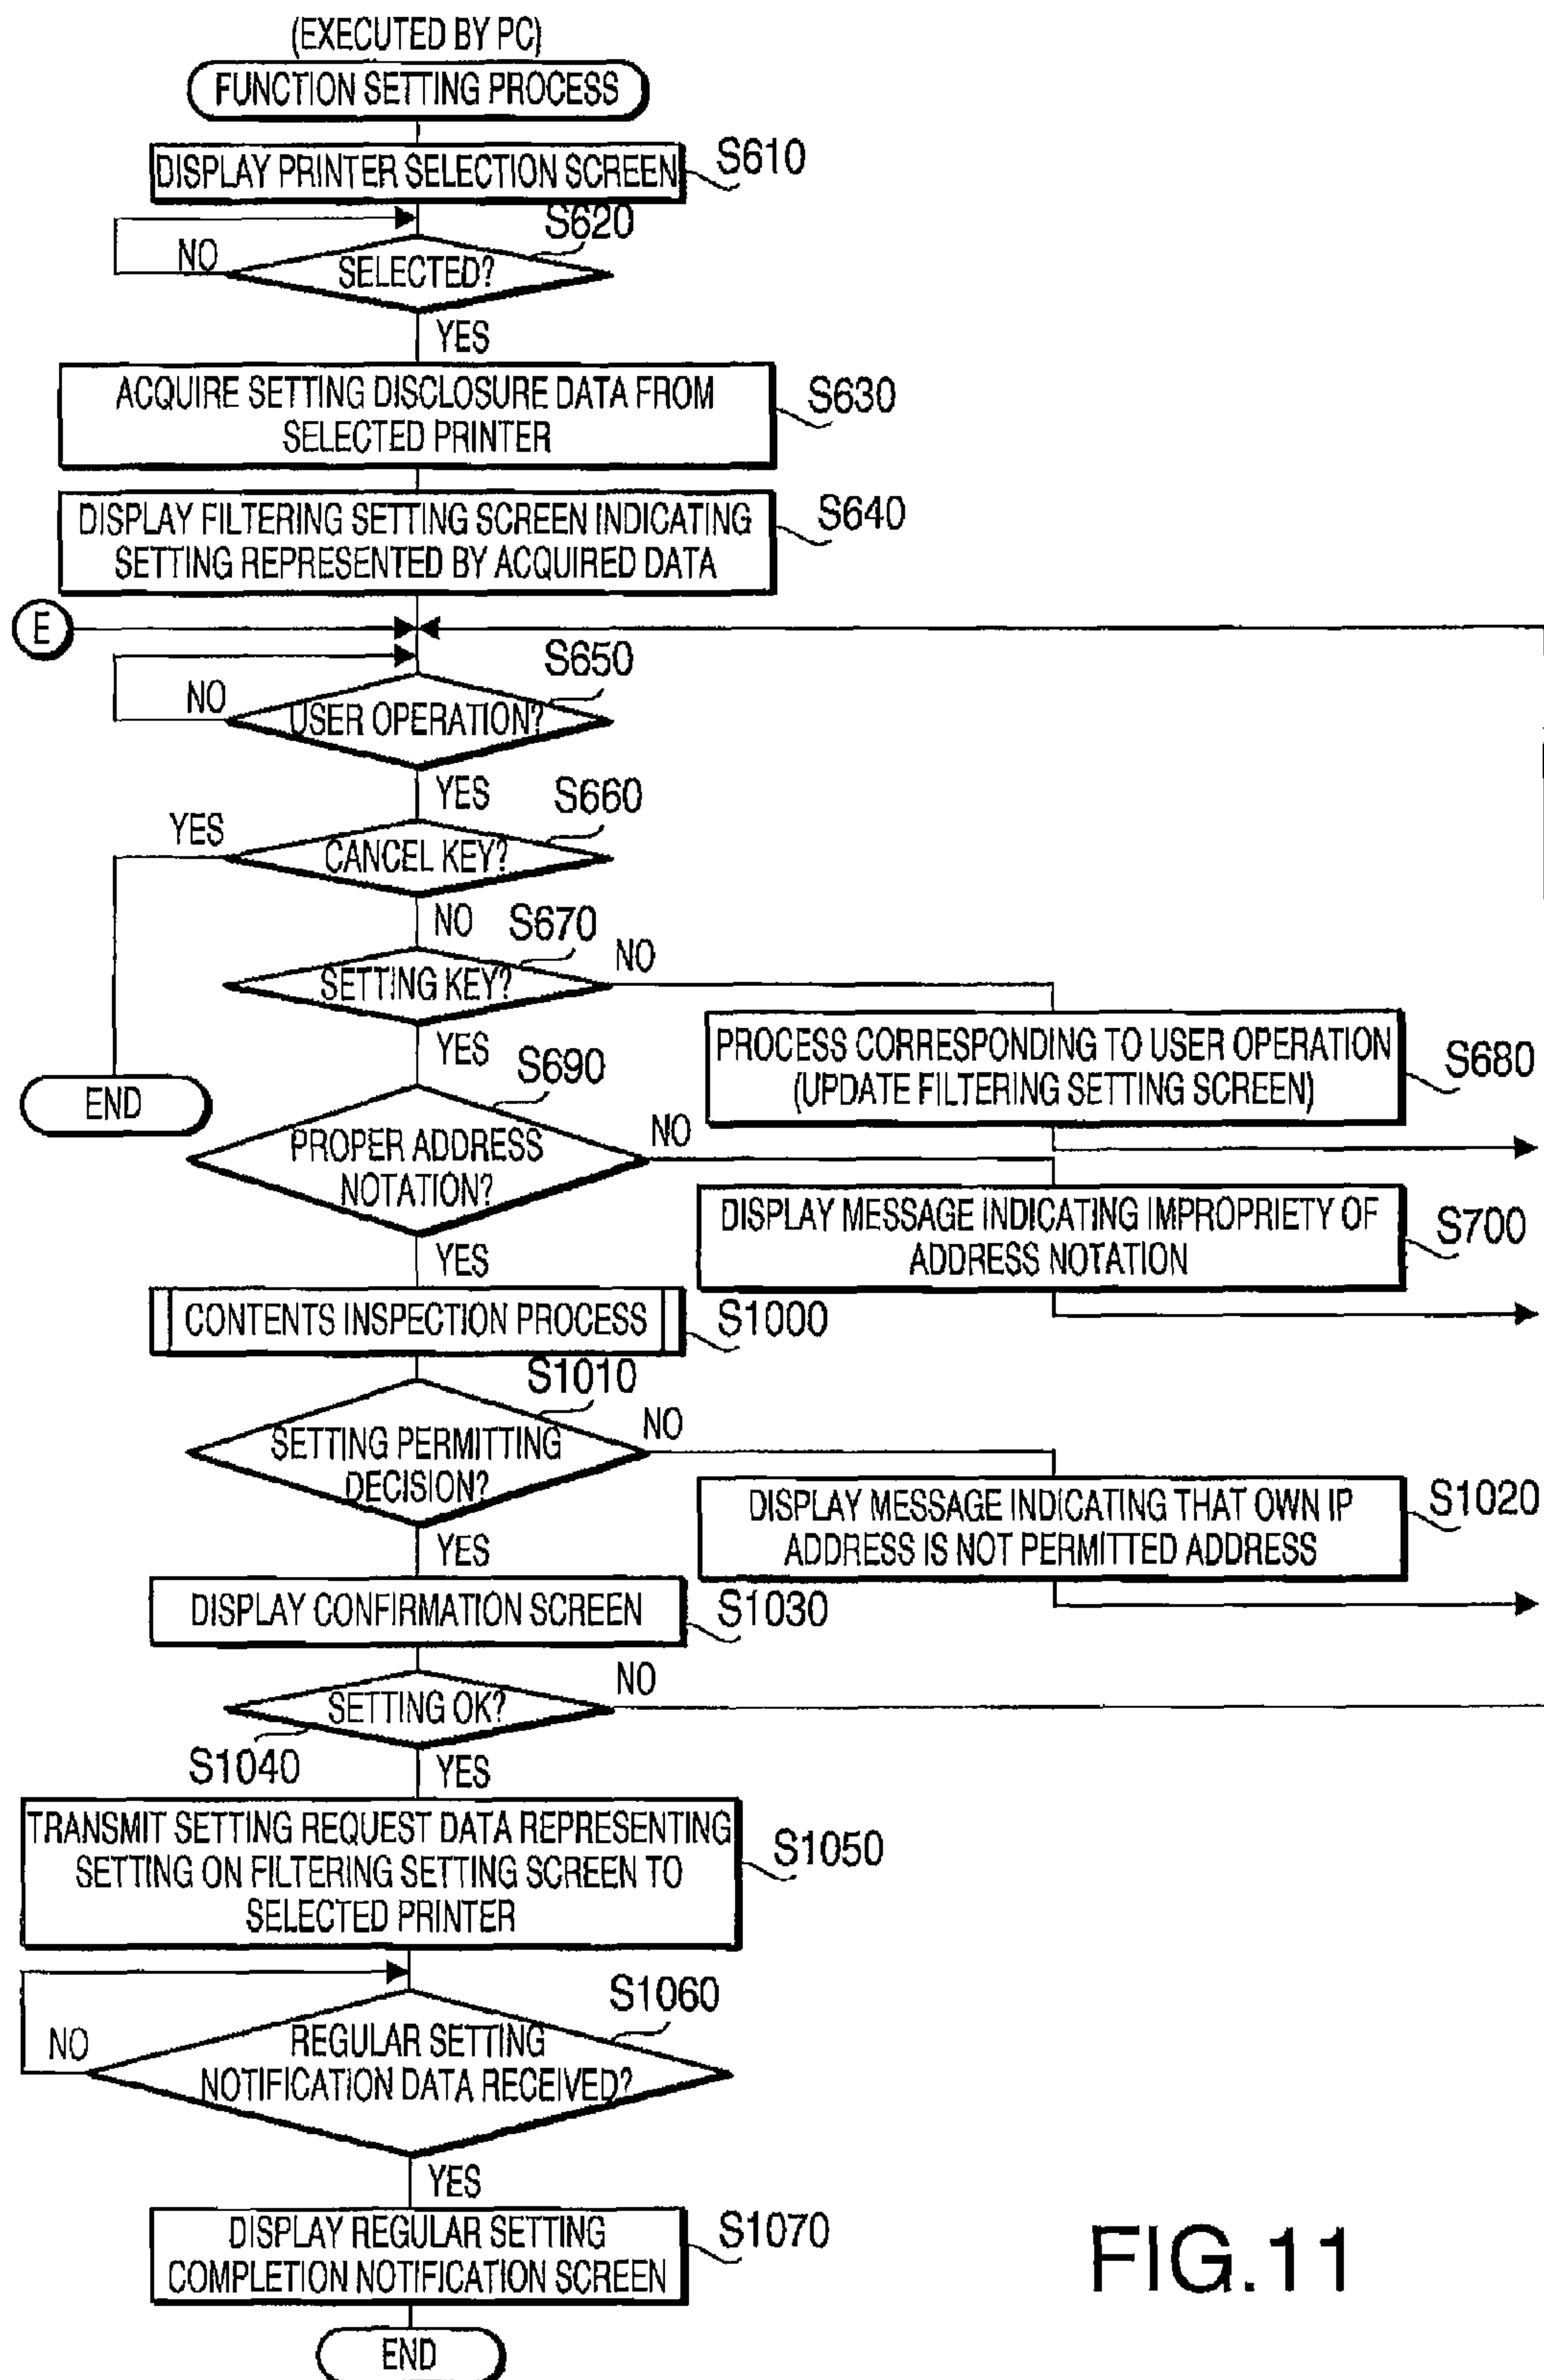 (EXECUTED BY PC)
FUNCTION SETTING PROCESS
DISPLAY PRINTER SELECTION SCREEN
S610
S620
NO
SELECTED?
YES
ACQUIRE SETTING DISCLOSURE DATA FROM
SELECTED PRINTER
S630
DISPLAY FILTERING SETTING SCREEN INDICATING
SETTING REPRESENTED BY ACQUIRED DATA
S640
E
S650
NO
USER OPERATION?
YES
S660
YES
CANCEL KEY?
NO
S670
NO
SETTING KEY?
YES
PROCESS CORRESPONDING TO USER OPERATION
(UPDATE FILTERING SETTING SCREEN)
S680
END
S690
NO
PROPER ADDRESS
NOTATION?
YES
DISPLAY MESSAGE INDICATING IMPROPRIETY OF
ADDRESS NOTATION
S700
CONTENTS INSPECTION PROCESS
S1000
S1010
NO
SETTING PERMITTING
DECISION?
YES
DISPLAY MESSAGE INDICATING THAT OWN IP
ADDRESS IS NOT PERMITTED ADDRESS
S1020
DISPLAY CONFIRMATION SCREEN
S1030
NO
SETTING OK?
S1040
YES
TRANSMIT SETTING REQUEST DATA REPRESENTING
SETTING ON FILTERING SETTING SCREEN TO
SELECTED PRINTER
S1050
S1060
NO
REGULAR SETTING
NOTIFICATION DATA RECEIVED?
YES
DISPLAY REGULAR SETTING
COMPLETION NOTIFICATION SCREEN
S1070
END
FIG.11